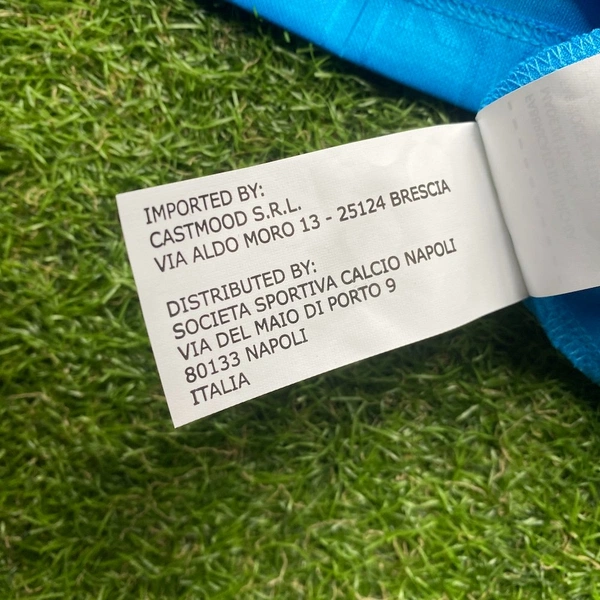 IMPORTED BY:
CASTMOOD S.R.L.
VIA ALDO MORO 13 - 25124 BRESCIA
DISTRIBUTED BY:
SOCIETA SPORTIVA CALCIO NAPOLI
VIA DEL MAIO DI PORTO 9
80133 NAPOLI
ITALIA